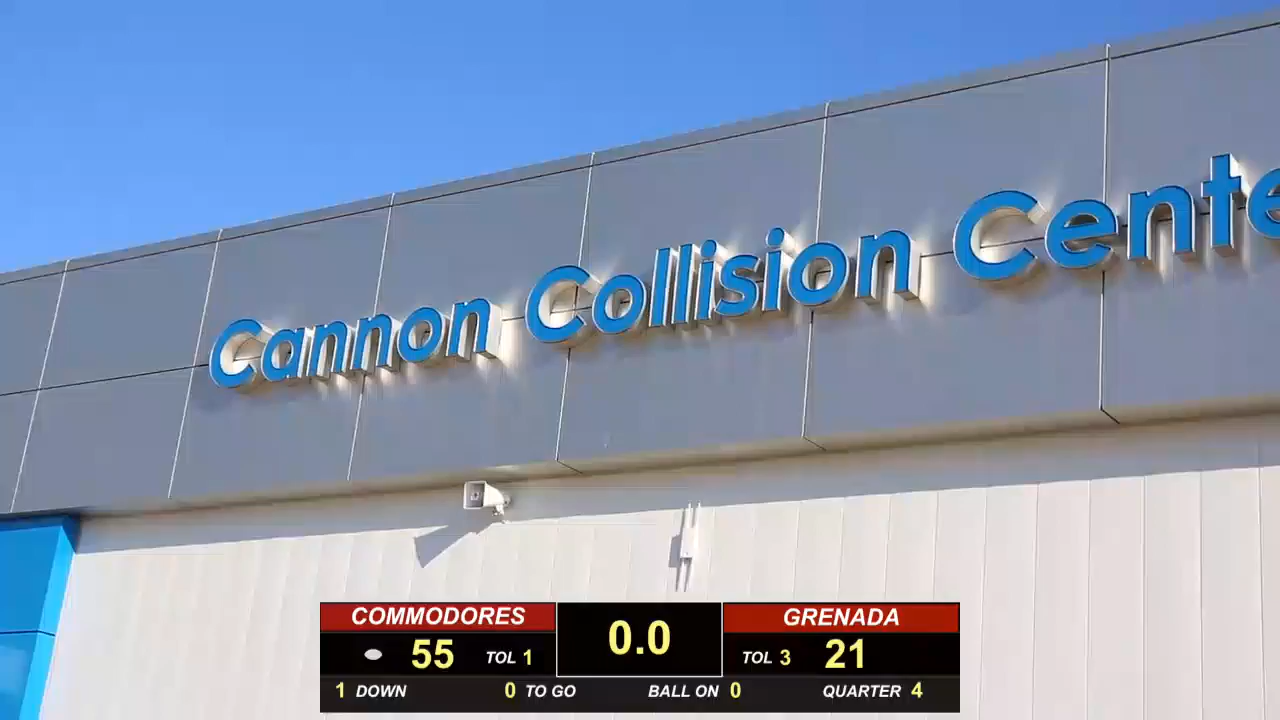 Cannon Collision Cente
COMMODORES 0.0 GRENADA
55 TOL 1 TOL 3 21
1 DOWN 0 TO GO BALL ON 0 QUARTER 4